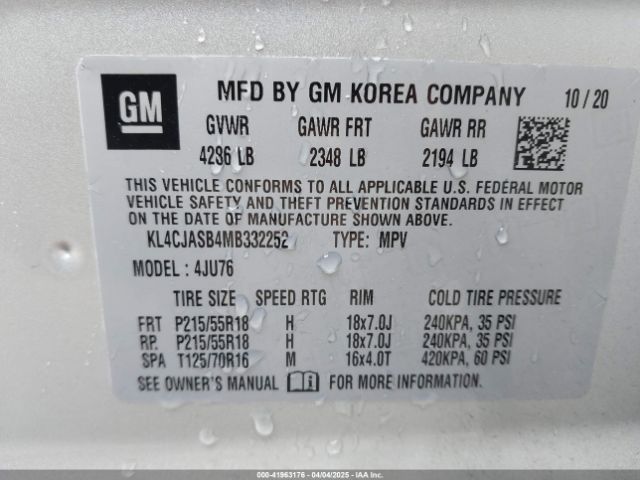 GM
MFD BY GM KOREA COMPANY 10/20
GVWR GAWR FRT GAWR RR
4286 LB 2348 LB 2194 LB
THIS VEHICLE CONFORMS TO ALL APPLICABLE U.S. FEDERAL MOTOR
VEHICLE SAFETY AND THEFT PREVENTION STANDARDS IN EFFECT
ON THE DATE OF MANUFACTURE SHOWN ABOVE.
KL4CJASB4MB332252 TYPE: MPV
MODEL : 4JU76
TIRE SIZE SPEED RTG RIM COLD TIRE PRESSURE
FRT P215/55R18 H 18x7.0J 240KPA, 35 PSI
RP. P215/55R18 H 18x7.0J 240KPA, 35 PSI
SPA T125/70R16 M 16x4.0T 420KPA, 60 PSI
SEE OWNER'S MANUAL i FOR MORE INFORMATION.
000-41963176 - 04/04/2025 - IAAI, Inc.